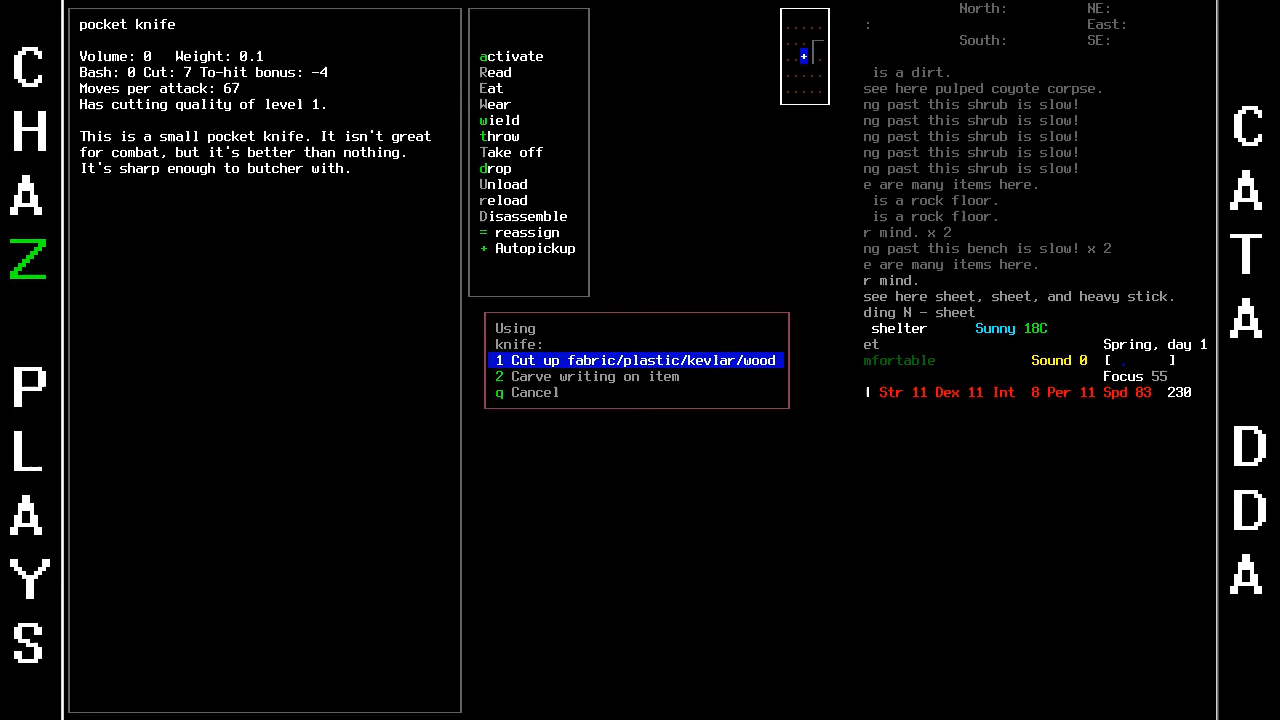 CHAZ PLAYS
pocket knife
Volume: 0 Weight: 0.1
Bash: 0 Cut: 7 To-hit bonus: -4
Moves per attack: 67
Has cutting quality of level 1.
This is a small pocket knife. It isn't great
for combat, but it's better than nothing.
It's sharp enough to butcher with.
activate
Read
Eat
Wear
wield
throw
Take off
drop
Unload
reload
Disassemble
= reassign
+ Autopickup
Using
knife:
1 Cut up fabric/plastic/kevlar/wood
2 Carve writing on item
q Cancel
North: NE:
: East:
South: SE:
is a dirt.
see here pulped coyote corpse.
ng past this shrub is slow!
ng past this shrub is slow!
ng past this shrub is slow!
ng past this shrub is slow!
ng past this shrub is slow!
e are many items here.
is a rock floor.
is a rock floor.
r mind. x 2
ng past this bench is slow! x 2
e are many items here.
r mind.
see here sheet, sheet, and heavy stick.
ding N - sheet
shelter Sunny 18C
et Spring, day 1
mfortable Sound 0 [ . ]
Focus 55
Str 11 Dex 11 Int 8 Per 11 Spd 83 230
CATA DDA